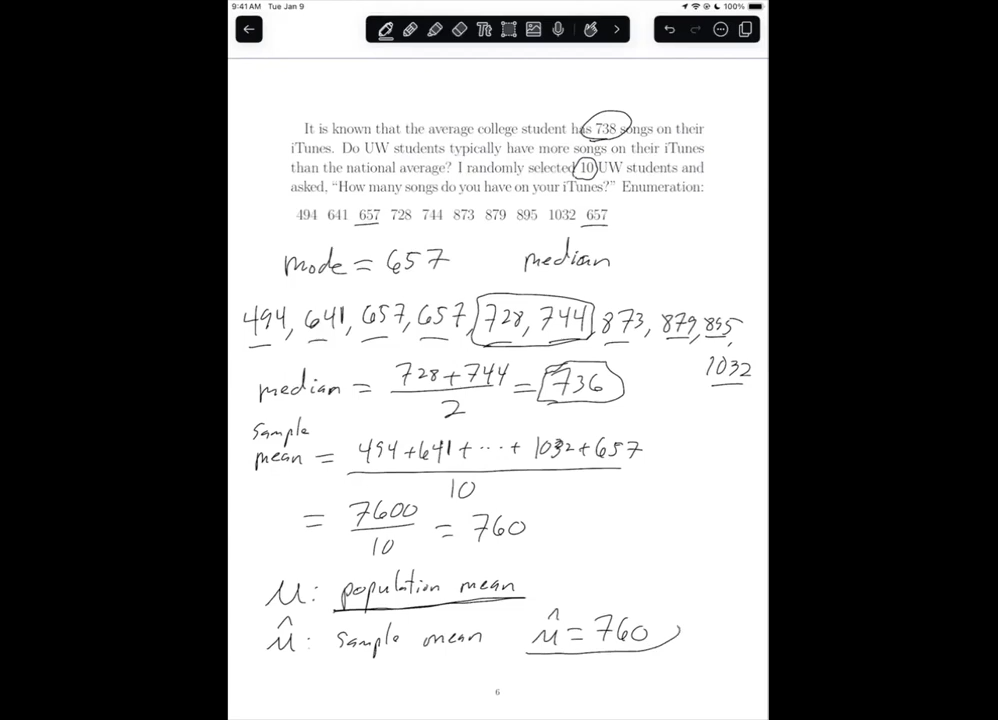 9:41 AM Tue Jan 9 100%
Tt
It is known that the average college student has 738 songs on their
iTunes. Do UW students typically have more songs on their iTunes
than the national average? I randomly selected 10 UW students and
asked, “How many songs do you have on your iTunes?” Enumeration:
494 641 657 728 744 873 879 895 1032 657
mode = 657 median
494, 641, 657, 657, 728, 744, 873, 879, 895,
1032
median = 728+744 / 2 = 736
sample
mean = 494+641+ ··· + 1032+657
10
= 7600 / 10 = 760
μ: population mean
μ̂: sample mean μ̂ = 760
6